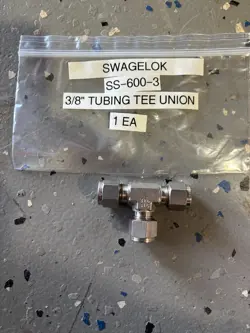 SWAGELOK
SS-600-3
3/8" TUBING TEE UNION
1 EA